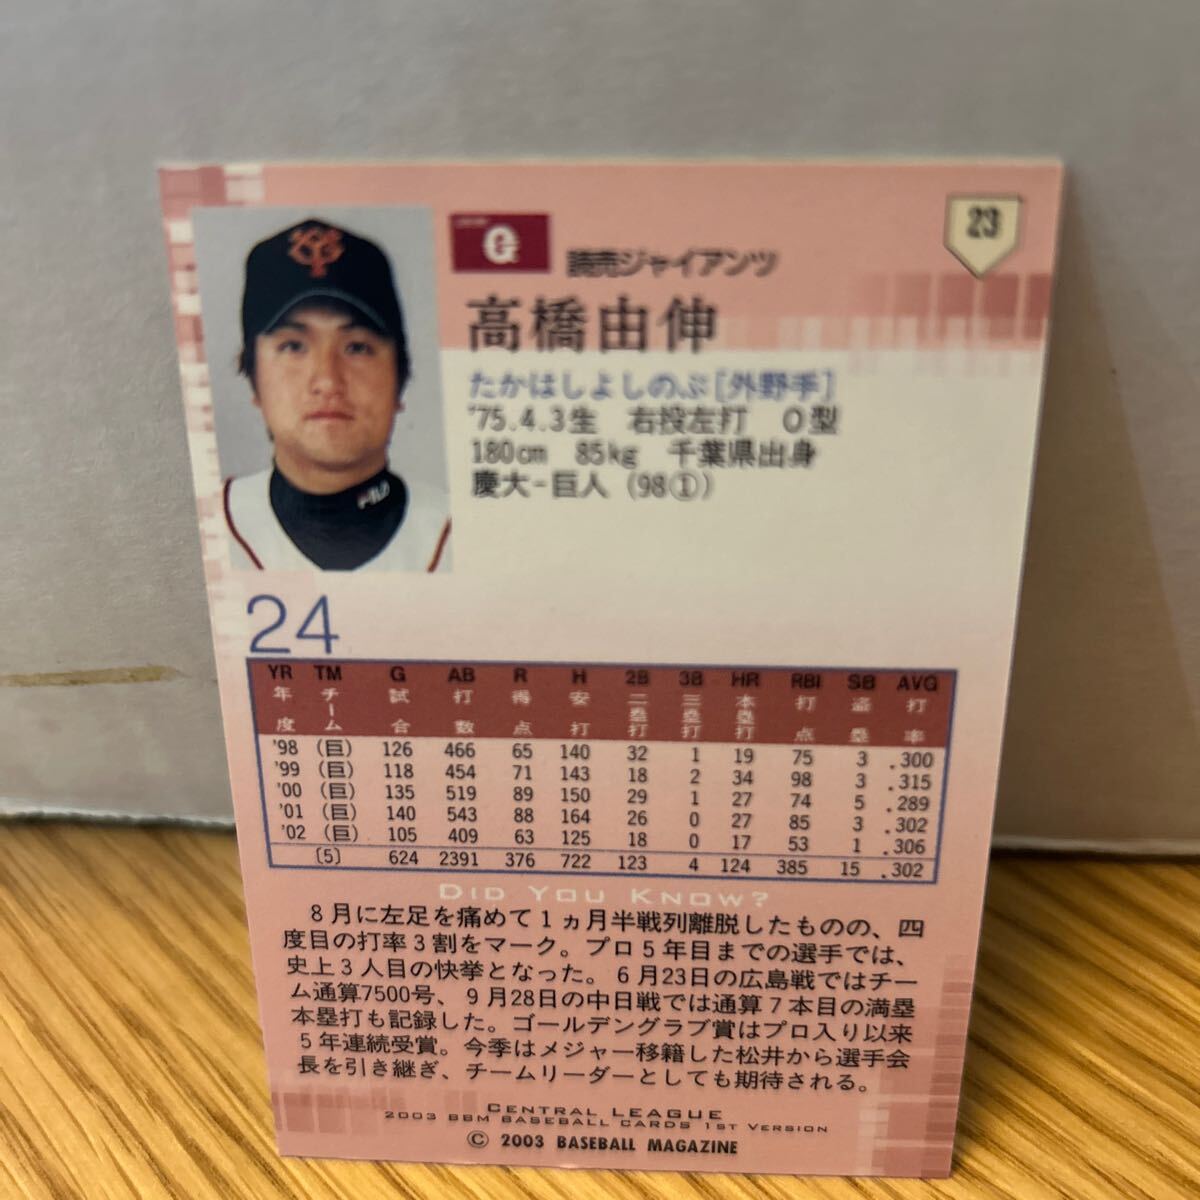 23
G
読売ジャイアンツ
高橋由伸
たかはしよしのぶ[外野手]
'75.4.3生 右投左打 O型
180cm 85kg 千葉県出身
慶大-巨人 (98①)
FILA
24
YR TM G AB R H 2B 3B HR RBI SB AVG
年度 チーム 試合 打数 得点 安打 二塁打 三塁打 本塁打 打点 盗塁 打率
'98 (巨) 126 466 65 140 32 1 19 75 3 .300
'99 (巨) 118 454 71 143 18 2 34 98 3 .315
'00 (巨) 135 519 89 150 29 1 27 74 5 .289
'01 (巨) 140 543 88 164 26 0 27 85 3 .302
'02 (巨) 105 409 63 125 18 0 17 53 1 .306
〔5〕 624 2391 376 722 123 4 124 385 15 .302
DID YOU KNOW?
8月に左足を痛めて1ヵ月半戦列離脱したものの、四
度目の打率3割をマーク。プロ5年目までの選手では、
史上3人目の快挙となった。6月23日の広島戦ではチー
ム通算7500号、9月28日の中日戦では通算7本目の満塁
本塁打も記録した。ゴールデングラブ賞はプロ入り以来
5年連続受賞。今季はメジャー移籍した松井から選手会
長を引き継ぎ、チームリーダーとしても期待される。
CENTRAL LEAGUE
2003 BBM BASEBALL CARDS 1ST VERSION
© 2003 BASEBALL MAGAZINE